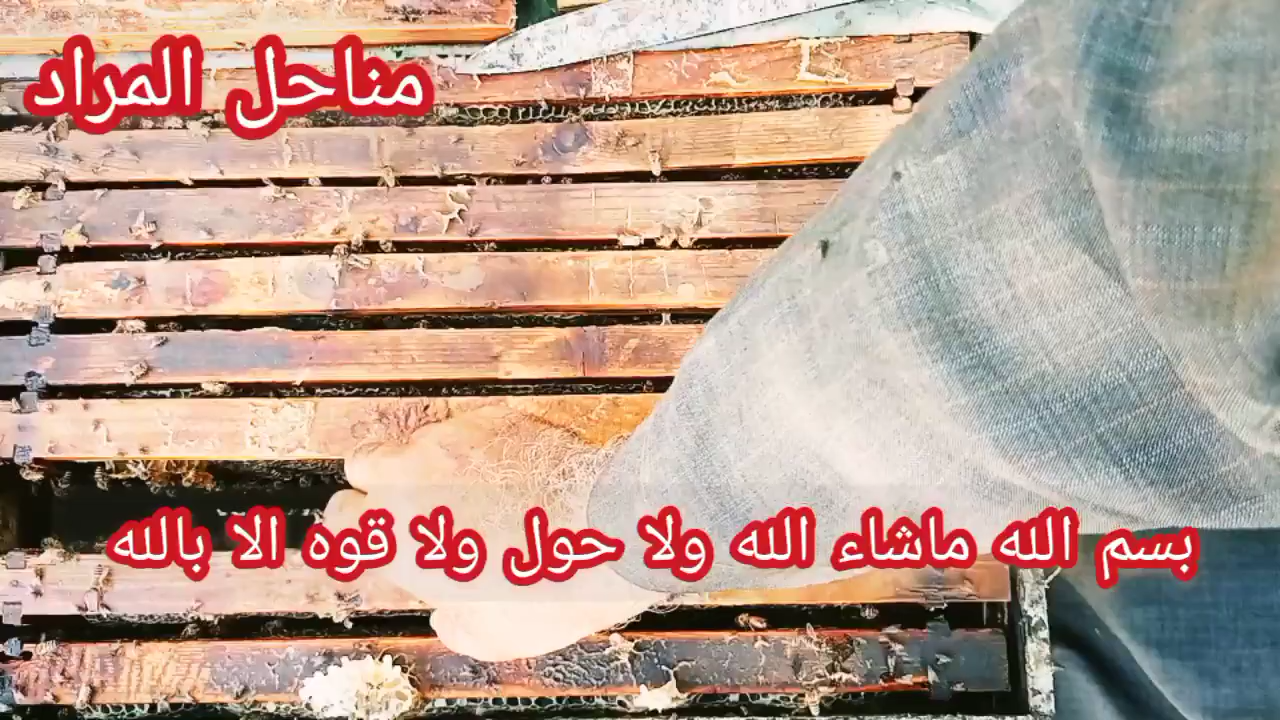 مناحل المراد
بسم الله ماشاء الله ولا حول ولا قوه الا بالله